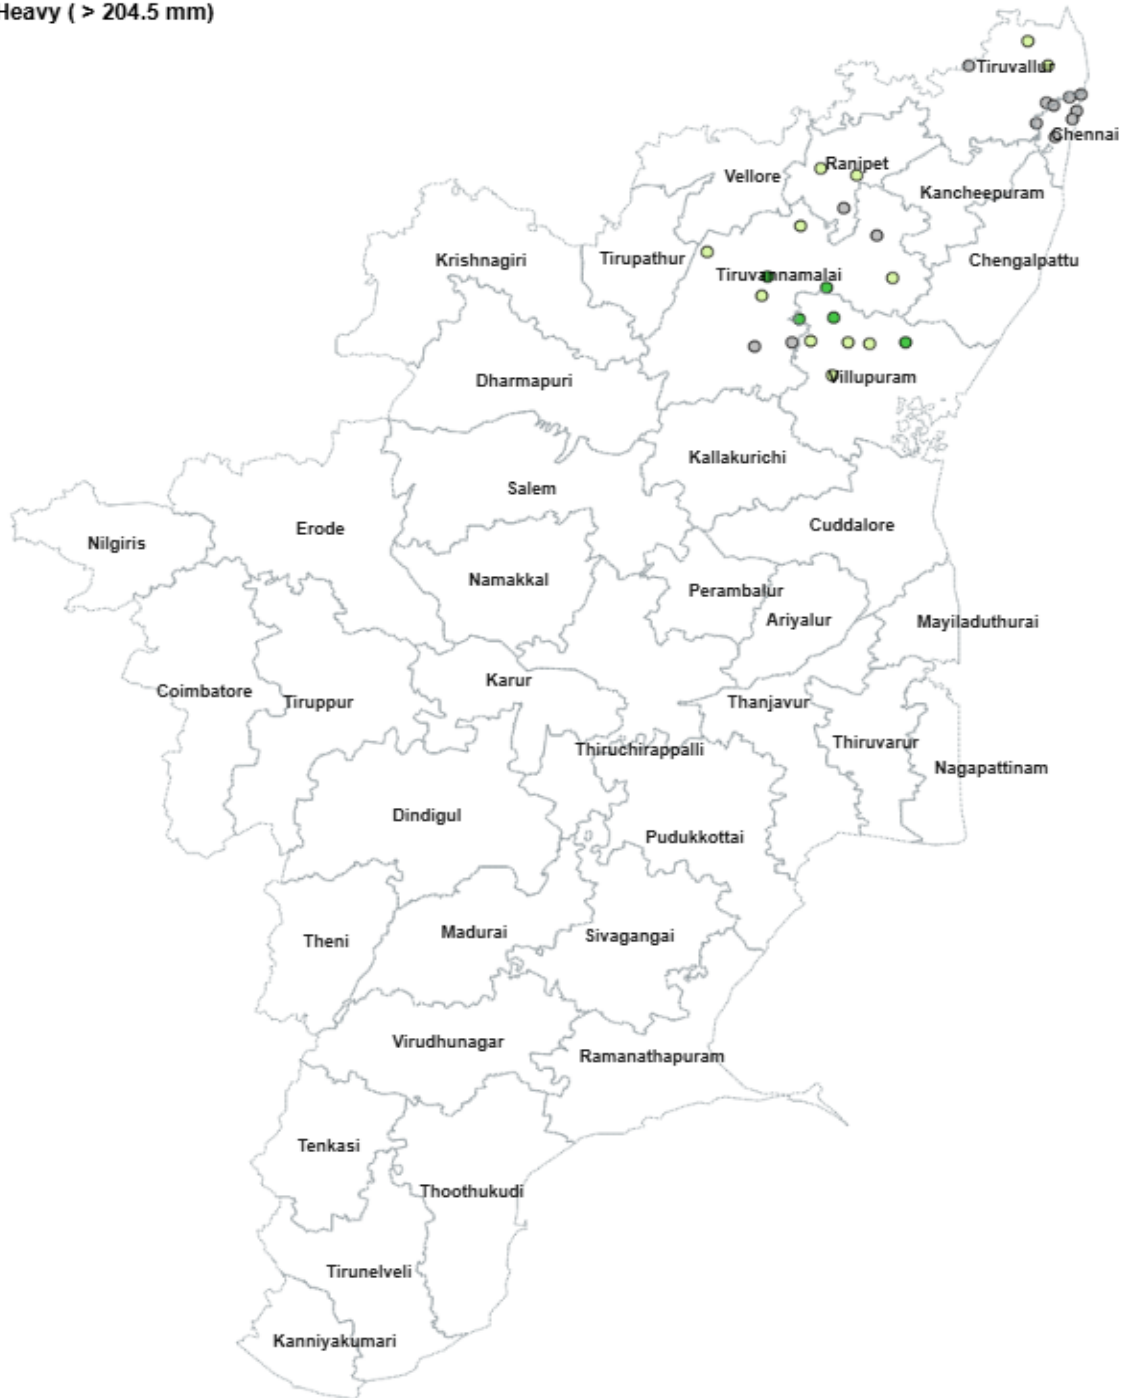 Heavy ( > 204.5 mm)
Tiruvallur
Chennai
Ranipet
Vellore
Kancheepuram
Krishnagiri
Tirupathur
Chengalpattu
Tiruvannamalai
Dharmapuri
Villupuram
Kallakurichi
Salem
Cuddalore
Erode
Nilgiris
Namakkal
Perambalur
Ariyalur
Mayiladuthurai
Karur
Coimbatore
Tiruppur
Thanjavur
Thiruvarur
Thiruchirappalli
Nagapattinam
Dindigul
Pudukkottai
Theni
Madurai
Sivagangai
Virudhunagar
Ramanathapuram
Tenkasi
Thoothukudi
Tirunelveli
Kanniyakumari